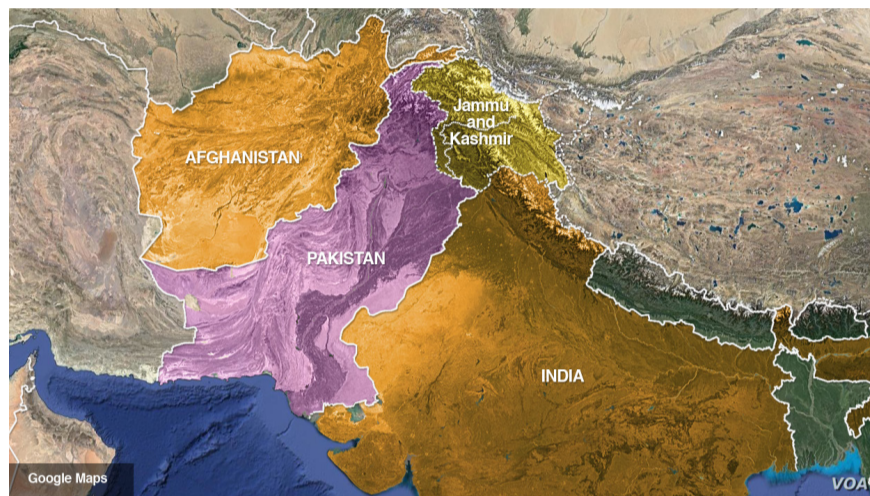 Jammu
and
Kashmir
AFGHANISTAN
PAKISTAN
INDIA
Google Maps
VOA